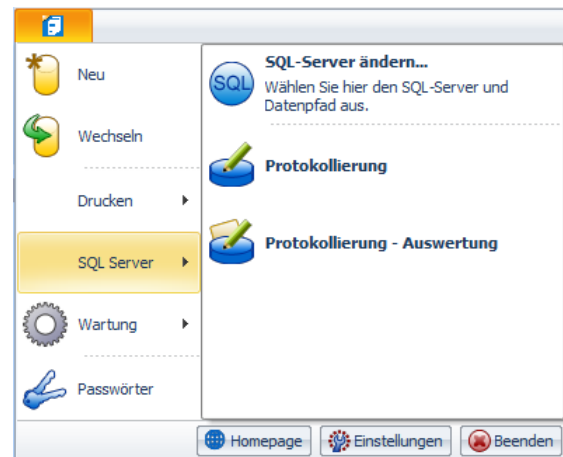 Neu
Wechseln
Drucken
SQL Server
Wartung
Passwörter
SQL
SQL-Server ändern...
Wählen Sie hier den SQL-Server und
Datenpfad aus.
Protokollierung
Protokollierung - Auswertung
Homepage
Einstellungen
Beenden